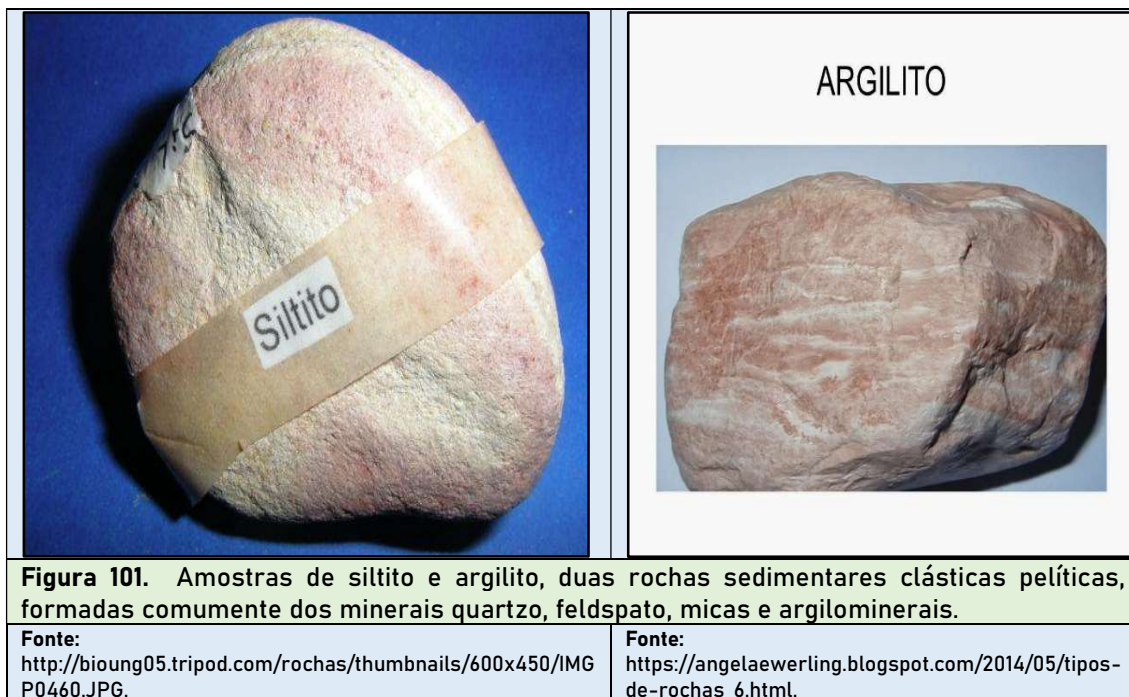 Siltito
ARGILITO
Figura 101. Amostras de siltito e argilito, duas rochas sedimentares clásticas pelíticas,
formadas comumente dos minerais quartzo, feldspato, micas e argilominerais.
Fonte:
http://bioung05.tripod.com/rochas/thumbnails/600x450/IMG
P0460.JPG.
Fonte:
https://angelaewerling.blogspot.com/2014/05/tipos-
de-rochas_6.html.